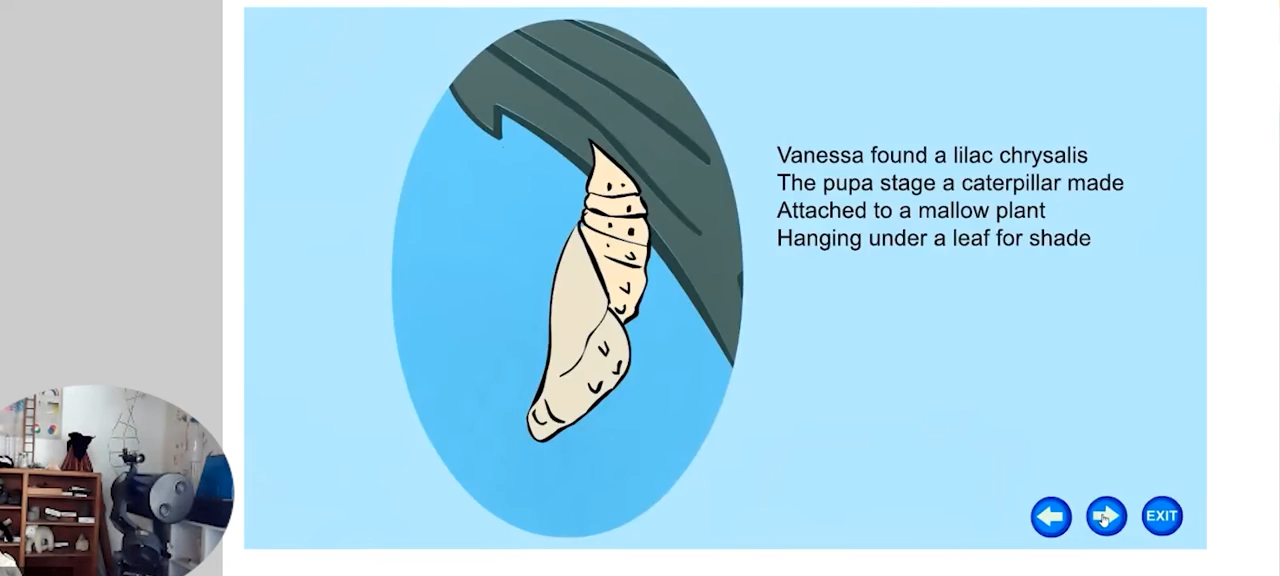 Vanessa found a lilac chrysalis
The pupa stage a caterpillar made
Attached to a mallow plant
Hanging under a leaf for shade
EXIT